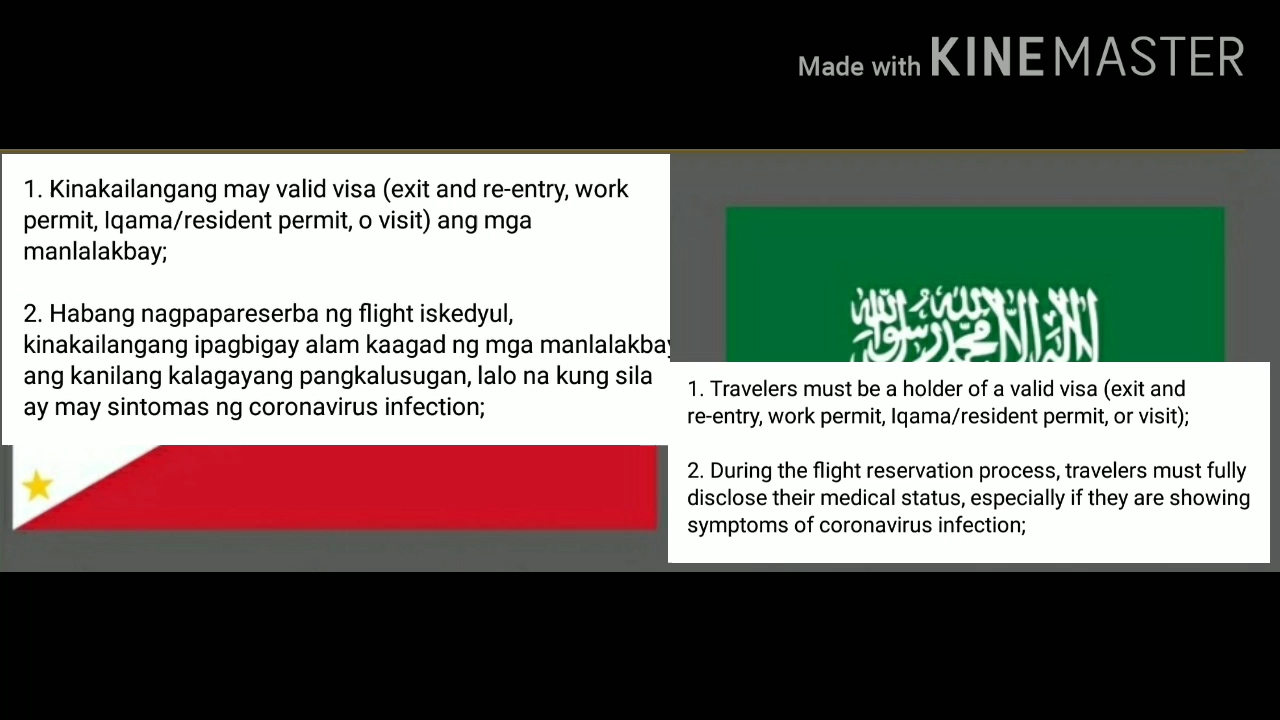 Made with KINEMASTER
1. Kinakailangang may valid visa (exit and re-entry, work
permit, Iqama/resident permit, o visit) ang mga
manlalakbay;
2. Habang nagpapareserba ng flight iskedyul,
kinakailangang ipagbigay alam kaagad ng mga manlalakbay
ang kanilang kalagayang pangkalusugan, lalo na kung sila
ay may sintomas ng coronavirus infection;
1. Travelers must be a holder of a valid visa (exit and
re-entry, work permit, Iqama/resident permit, or visit);
2. During the flight reservation process, travelers must fully
disclose their medical status, especially if they are showing
symptoms of coronavirus infection;